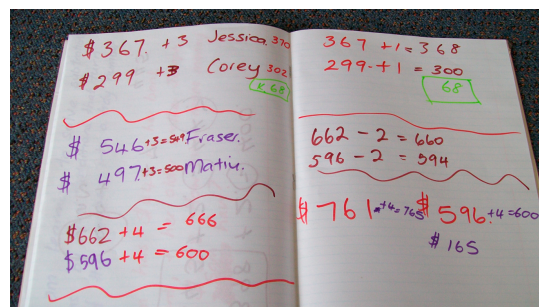 $367. +3 Jessica. 370
$299 +3 Corey 302
x 68
$ 546 +3=549 Fraser.
$ 497 +3=500 Matiu.
$662 +4 = 666
$596 +4 = 600
367 +1 = 368
299 + 1 = 300
68
662 - 2 = 660
596 - 2 = 594
$761 +4=765 $596. +4=600
$165